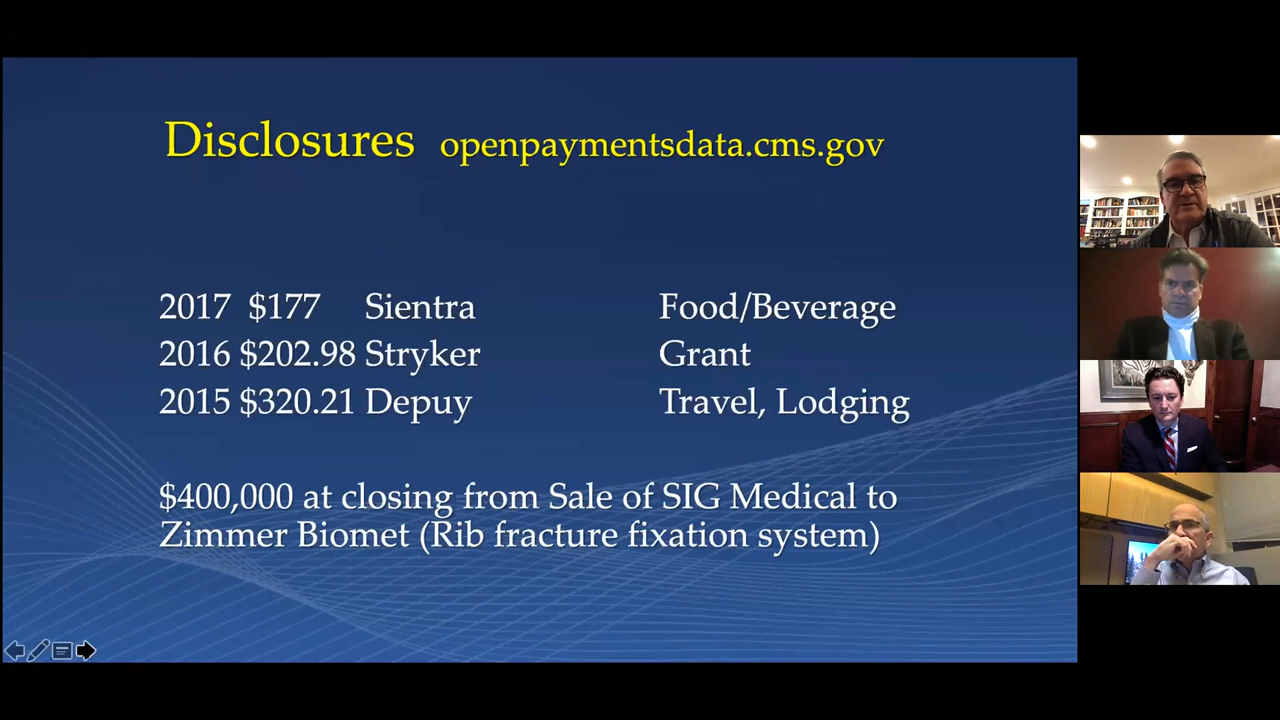 Disclosures openpaymentsdata.cms.gov
2017 $177 Sientra Food/Beverage
2016 $202.98 Stryker Grant
2015 $320.21 Depuy Travel, Lodging
$400,000 at closing from Sale of SIG Medical to
Zimmer Biomet (Rib fracture fixation system)